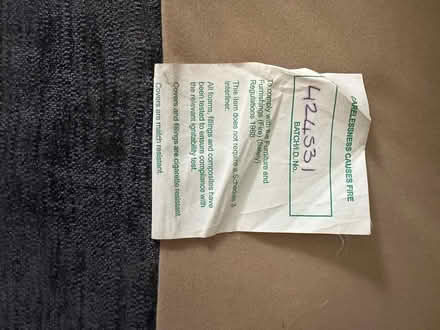 CARELESSNESS CAUSES FIRE
BATCH/I.D. No.
424531
To comply with the Furniture and
Furnishings (Fire) (Safety)
Regulations 1988
This item does not require a Schedule 3
Interliner.
All foams, fillings and composites have
been tested to ensure compliance with
the relevant ignitability test.
Covers and fillings are cigarette resistant
Covers are match resistant.